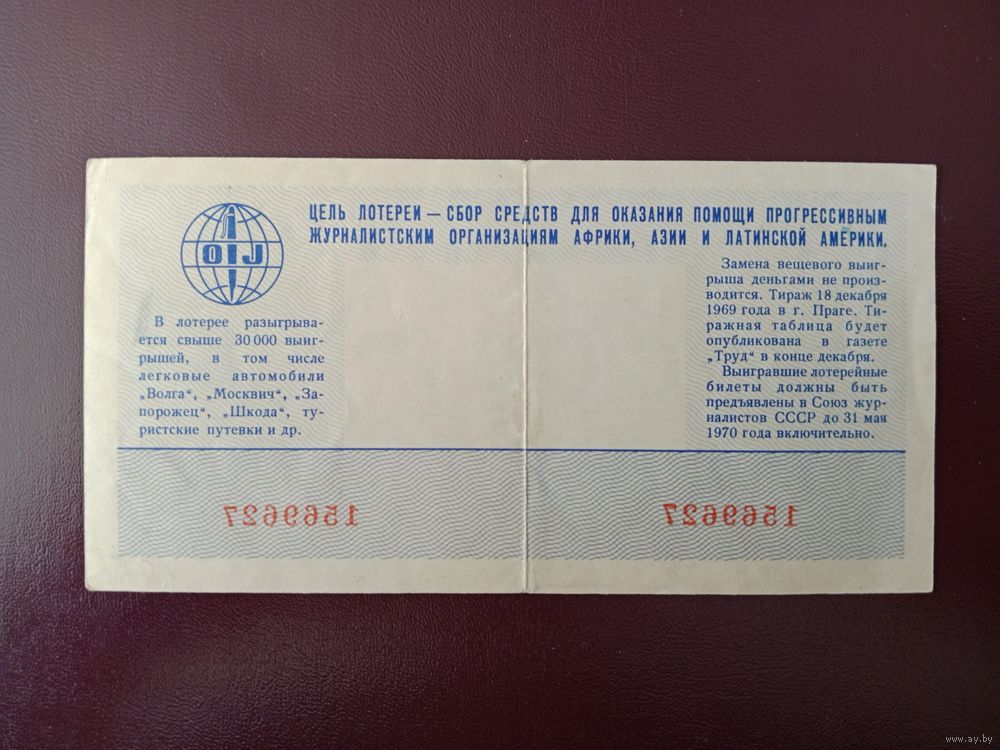 ЦЕЛЬ ЛОТЕРЕИ — СБОР СРЕДСТВ ДЛЯ ОКАЗАНИЯ ПОМОЩИ ПРОГРЕССИВНЫМ
ЖУРНАЛИСТСКИМ ОРГАНИЗАЦИЯМ АФРИКИ, АЗИИ И ЛАТИНСКОЙ АМЕРИКИ.
OIJ
В лотерее разыгрыва-
ется свыше 30 000 выиг-
рышей, в том числе
легковые автомобили
„Волга“, „Москвич“, „За-
порожец“, „Шкода“, ту-
ристские путевки и др.
Замена вещевого выиг-
рыша деньгами не произ-
водится. Тираж 18 декабря
1969 года в г. Праге. Ти-
ражная таблица будет
опубликована в газете
„Труд“ в конце декабря.
Выигравшие лотерейные
билеты должны быть
предъявлены в Союз жур-
налистов СССР до 31 мая
1970 года включительно.
1569627
1569627
www.ay.by